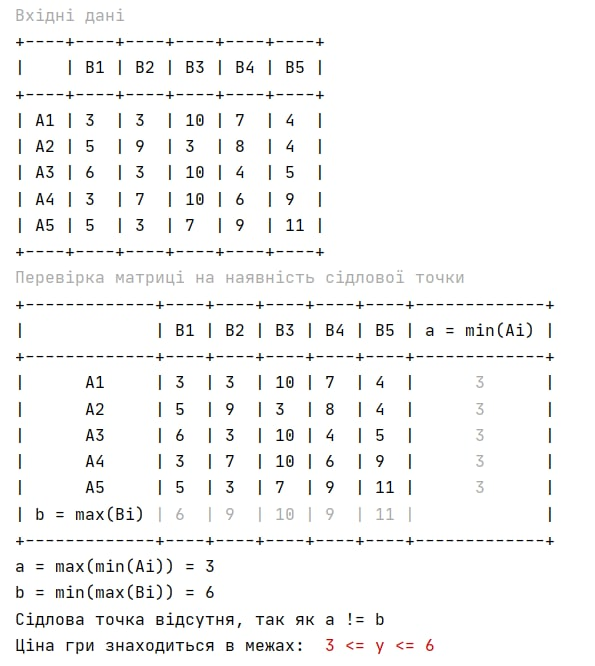 Вхідні дані
+----+----+----+----+----+----+
|    | B1 | B2 | B3 | B4 | B5 |
+----+----+----+----+----+----+
| A1 | 3  | 3  | 10 | 7  | 4  |
| A2 | 5  | 9  | 3  | 8  | 4  |
| A3 | 6  | 3  | 10 | 4  | 5  |
| A4 | 3  | 7  | 10 | 6  | 9  |
| A5 | 5  | 3  | 7  | 9  | 11 |
+----+----+----+----+----+----+
Перевірка матриці на наявність сідлової точки
+-------------+----+----+----+----+----+-------------+
|             | B1 | B2 | B3 | B4 | B5 | a = min(Ai) |
+-------------+----+----+----+----+----+-------------+
|      A1     | 3  | 3  | 10 | 7  | 4  |      3      |
|      A2     | 5  | 9  | 3  | 8  | 4  |      3      |
|      A3     | 6  | 3  | 10 | 4  | 5  |      3      |
|      A4     | 3  | 7  | 10 | 6  | 9  |      3      |
|      A5     | 5  | 3  | 7  | 9  | 11 |      3      |
| b = max(Bi) | 6  | 9  | 10 | 9  | 11 |             |
+-------------+----+----+----+----+----+-------------+
a = max(min(Ai)) = 3
b = min(max(Bi)) = 6
Сідлова точка відсутня, так як a != b
Ціна гри знаходиться в межах:  3 <= y <= 6